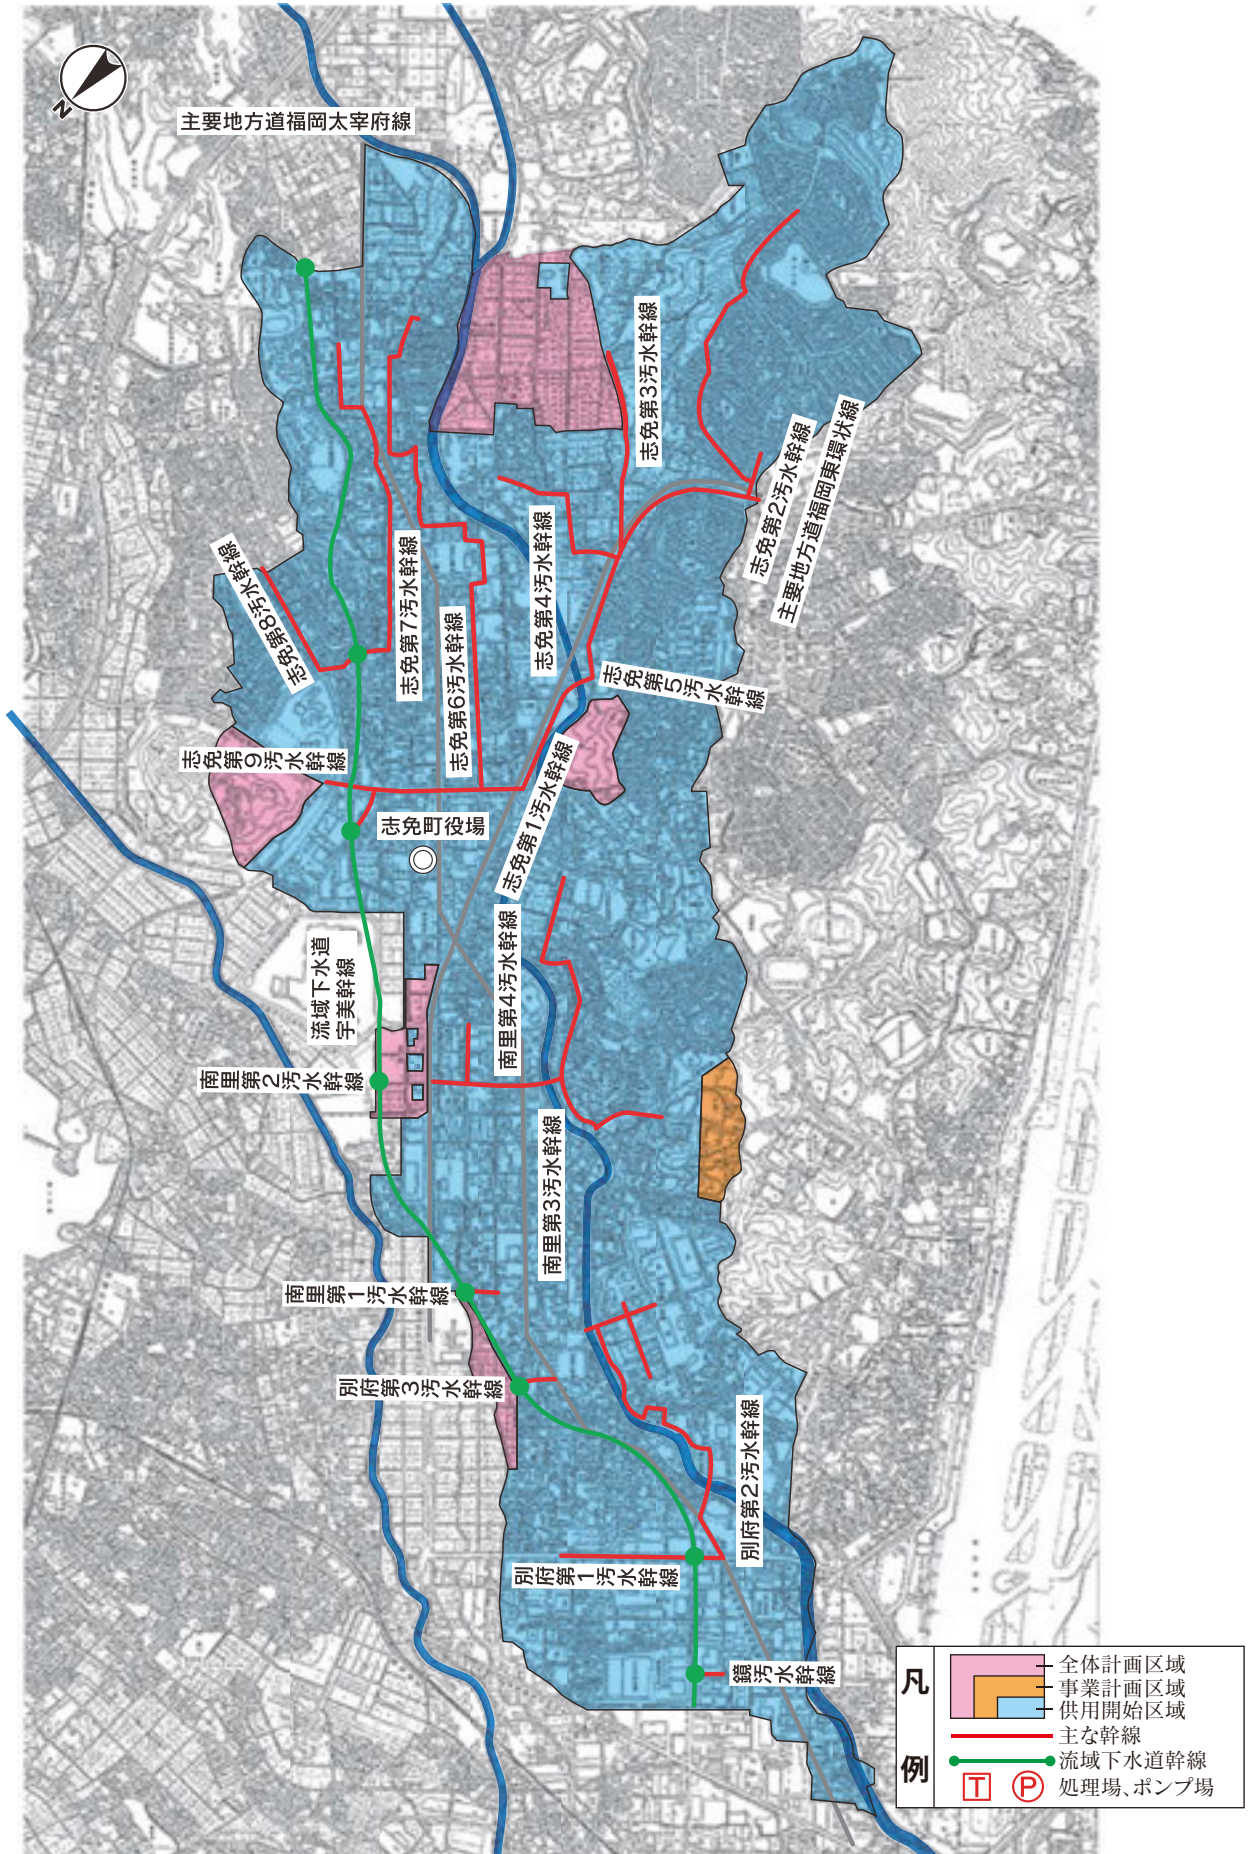 N
主要地方道福岡太宰府線
志免第3汚水幹線
志免第2汚水幹線
主要地方道福岡東環状線
志免第4汚水幹線
志免第7汚水幹線
志免第8汚水幹線
志免第6汚水幹線
志免第5汚水幹線
志免第9汚水幹線
志免第1汚水幹線
志免町役場
南里第4汚水幹線
流域下水道
宇美幹線
南里第2汚水幹線
南里第3汚水幹線
南里第1汚水幹線
別府第3汚水幹線
別府第2汚水幹線
別府第1汚水幹線
鏡汚水幹線
凡例
全体計画区域
事業計画区域
供用開始区域
主な幹線
流域下水道幹線
T P 処理場、ポンプ場